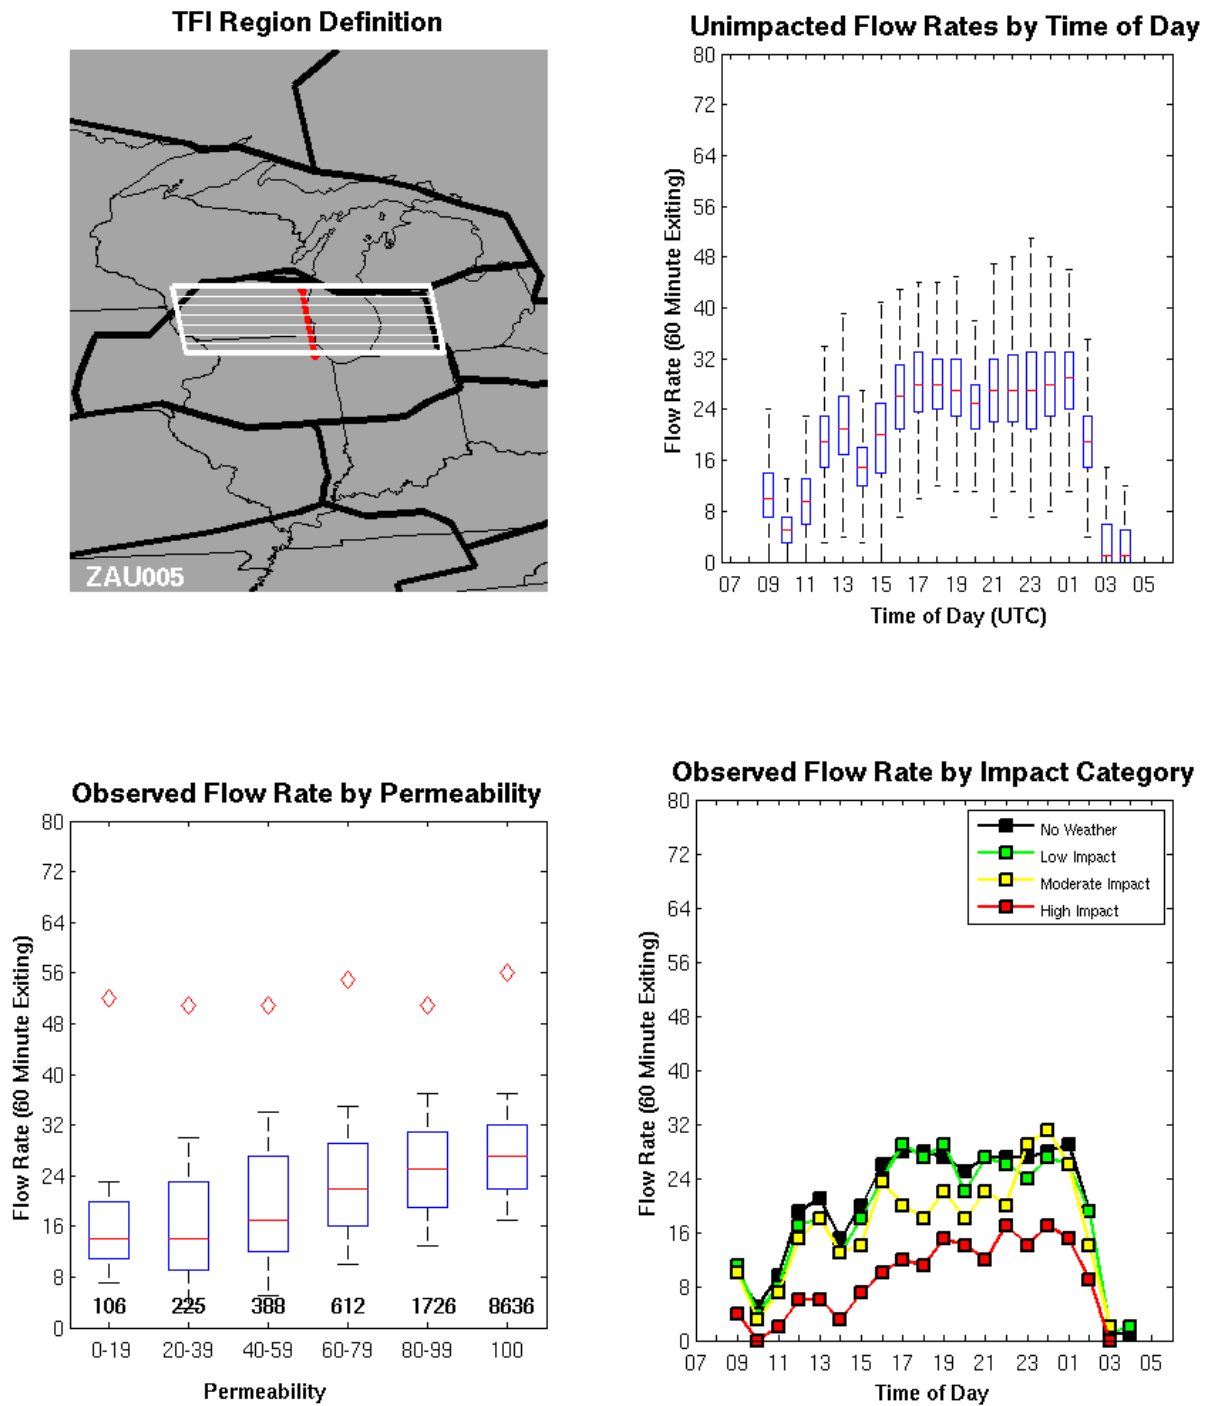 TFI Region Definition
ZAU005
Unimpacted Flow Rates by Time of Day
80
72
64
56
48
40
32
24
16
8
0
Flow Rate (60 Minute Exiting)
07 09 11 13 15 17 19 21 23 01 03 05
Time of Day (UTC)
Observed Flow Rate by Permeability
80
72
64
56
48
40
32
24
16
8
0
Flow Rate (60 Minute Exiting)
106 225 388 612 1726 8636
0-19 20-39 40-59 60-79 80-99 100
Permeability
Observed Flow Rate by Impact Category
80
72
64
56
48
40
32
24
16
8
0
Flow Rate (60 Minute Exiting)
No Weather
Low Impact
Moderate Impact
High Impact
07 09 11 13 15 17 19 21 23 01 03 05
Time of Day